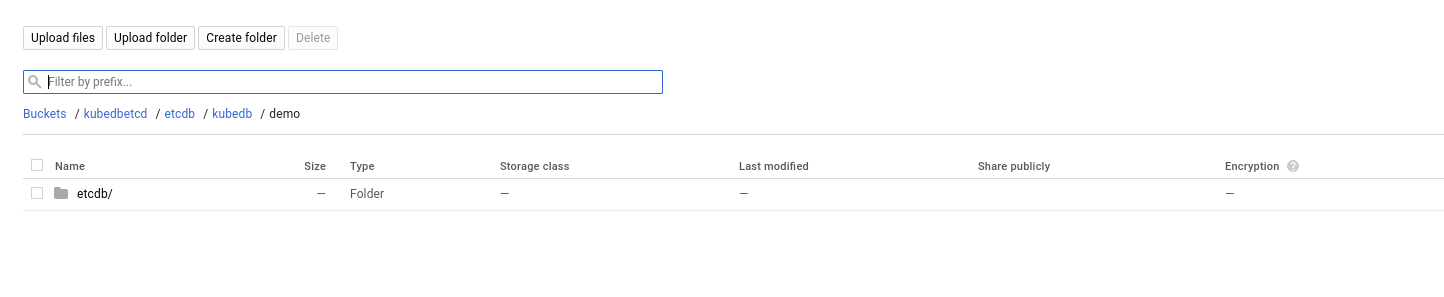 Upload files Upload folder Create folder Delete
Filter by prefix...
Buckets / kubedbetcd / etcdb / kubedb / demo
Name Size Type Storage class Last modified Share publicly Encryption ?
etcdb/ — Folder — — —